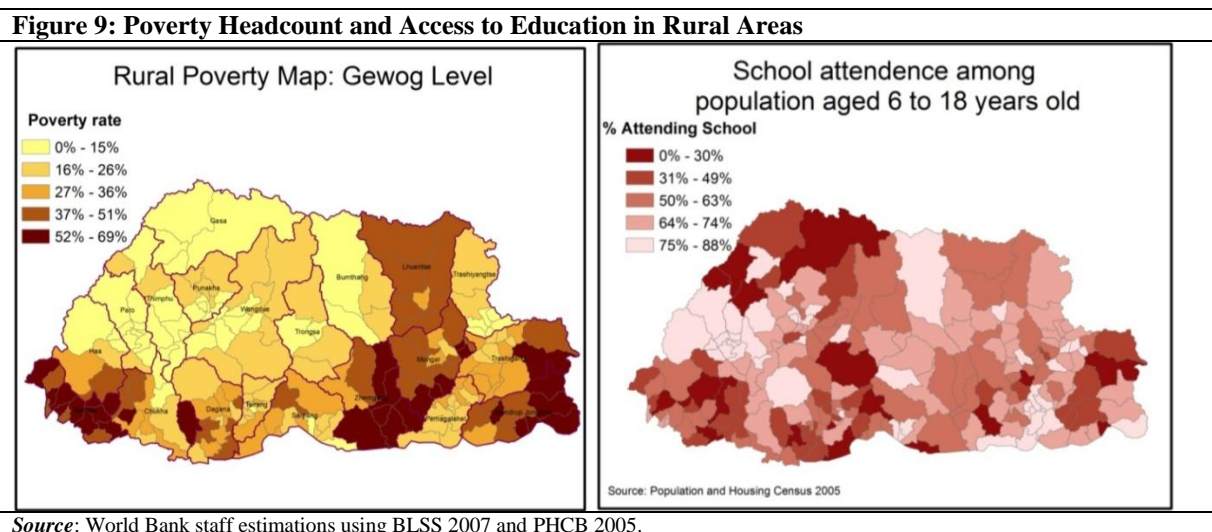 Figure 9: Poverty Headcount and Access to Education in Rural Areas
Rural Poverty Map: Gewog Level
Poverty rate
0% - 15%
16% - 26%
27% - 36%
37% - 51%
52% - 69%
Gasa
Bumthang
Lhuentse
Trashiyangtse
Punakha
Thimphu
Paro
Wangdue
Trongsa
Haa
Mongar
Trashigang
Zhemgang
Chukha
Dagana
Tsirang
Sarpang
Pemagatshel
School attendence among
population aged 6 to 18 years old
% Attending School
0% - 30%
31% - 49%
50% - 63%
64% - 74%
75% - 88%
Source: Population and Housing Census 2005
Source: World Bank staff estimations using BLSS 2007 and PHCB 2005.